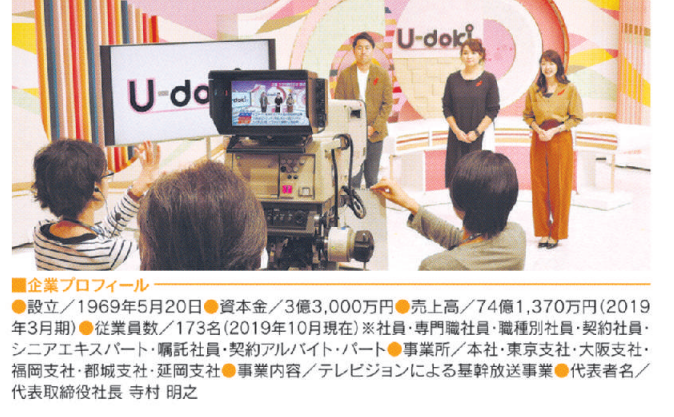 U-doki
U-do
■企業プロフィール
●設立／1969年5月20日●資本金／3億3,000万円●売上高／74億1,370万円(2019
年3月期)●従業員数／173名(2019年10月現在)※社員・専門職社員・職種別社員・契約社員・
シニアエキスパート・嘱託社員・契約アルバイト・パート●事業所／本社・東京支社・大阪支社・
福岡支社・都城支社・延岡支社●事業内容／テレビジョンによる基幹放送事業●代表者名／
代表取締役社長 寺村 明之